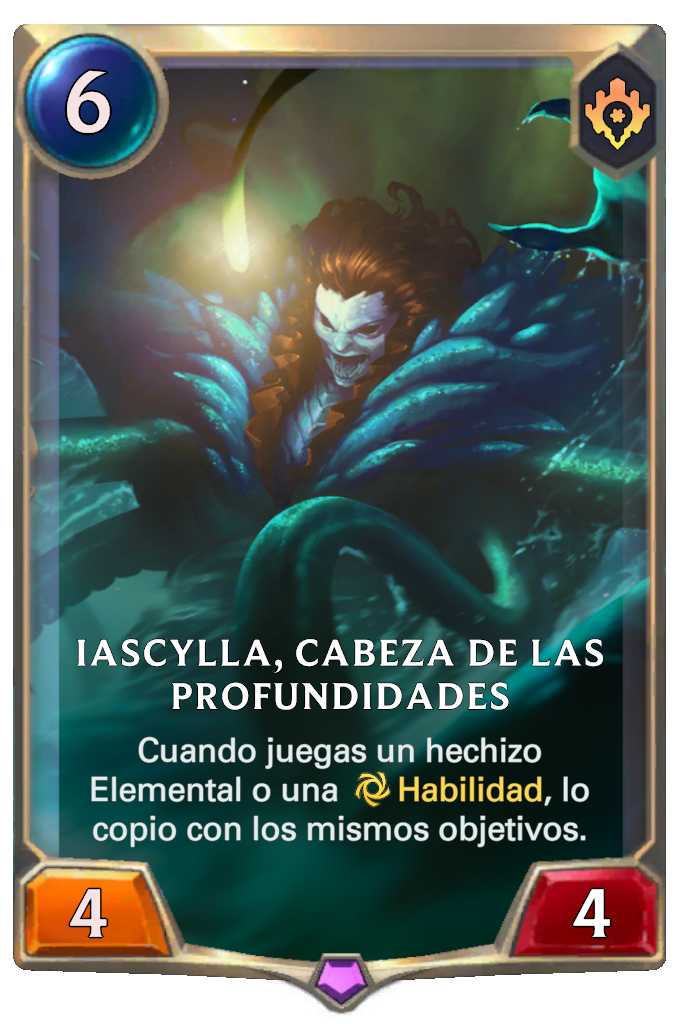 6
IASCYLLA, CABEZA DE LAS
PROFUNDIDADES
Cuando juegas un hechizo
Elemental o una Habilidad, lo
copio con los mismos objetivos.
4
4